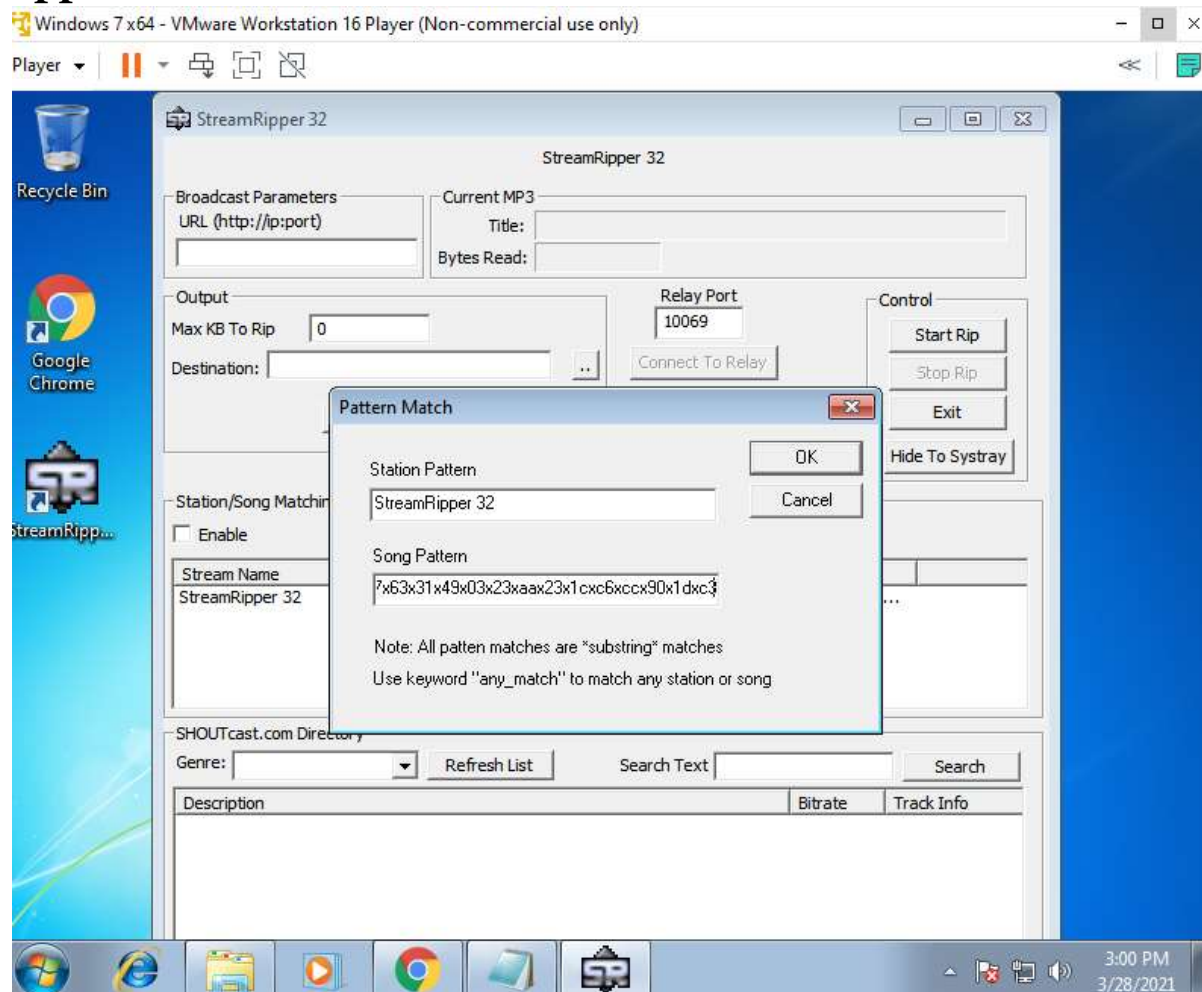 Windows 7 x64 - VMware Workstation 16 Player (Non-commercial use only)
Player
StreamRipper 32
StreamRipper 32
Recycle Bin
Broadcast Parameters
URL (http://ip:port)
Current MP3
Title:
Bytes Read:
Output
Max KB To Rip 0
Destination:
..
Relay Port
10069
Connect To Relay
Control
Start Rip
Stop Rip
Exit
Hide To Systray
Google
Chrome
Pattern Match
Station Pattern
StreamRipper 32
OK
Cancel
Song Pattern
7x63x31x49x03x23xaax23x1cxc6xccx90x1dxc3
Note: All patten matches are *substring* matches
Use keyword "any_match" to match any station or song
StreamRipp...
Station/Song Matchin
Enable
Stream Name
StreamRipper 32
...
SHOUTcast.com Directory
Genre:
Refresh List
Search Text
Search
Description Bitrate Track Info
3:00 PM
3/28/2021